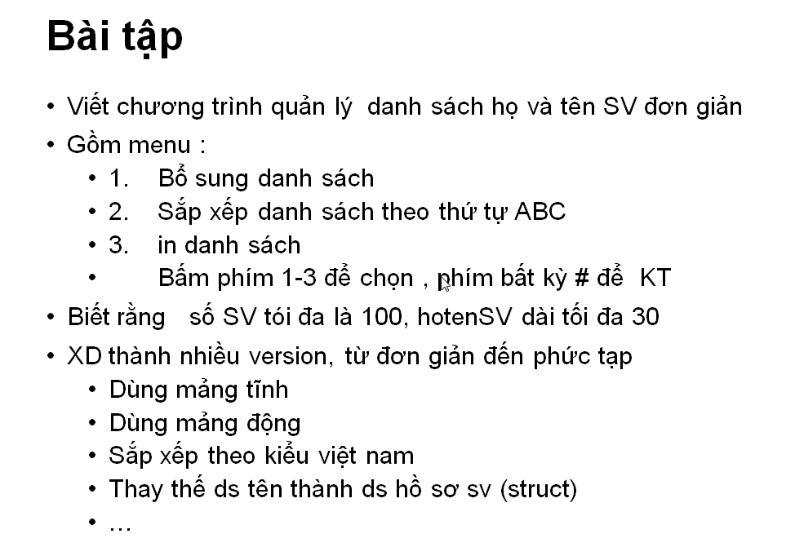 Bài tập
• Viết chương trình quản lý danh sách họ và tên SV đơn giản
• Gồm menu :
• 1. Bổ sung danh sách
• 2. Sắp xếp danh sách theo thứ tự ABC
• 3. in danh sách
• Bấm phím 1-3 để chọn , phím bất kỳ # để KT
• Biết rằng số SV tói đa là 100, hotenSV dài tối đa 30
• XD thành nhiều version, từ đơn giản đến phức tạp
• Dùng mảng tĩnh
• Dùng mảng động
• Sắp xếp theo kiểu việt nam
• Thay thế ds tên thành ds hồ sơ sv (struct)
• ...